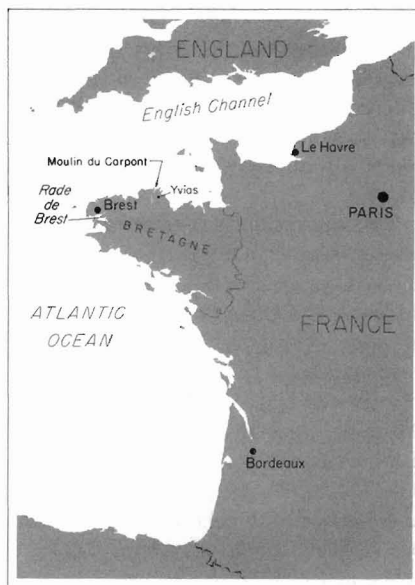 ENGLAND
English Channel
Le Havre
Moulin du Carpont
Yvias
Rade
de
Brest
Brest
PARIS
BRETAGNE
ATLANTIC
OCEAN
FRANCE
Bordeaux